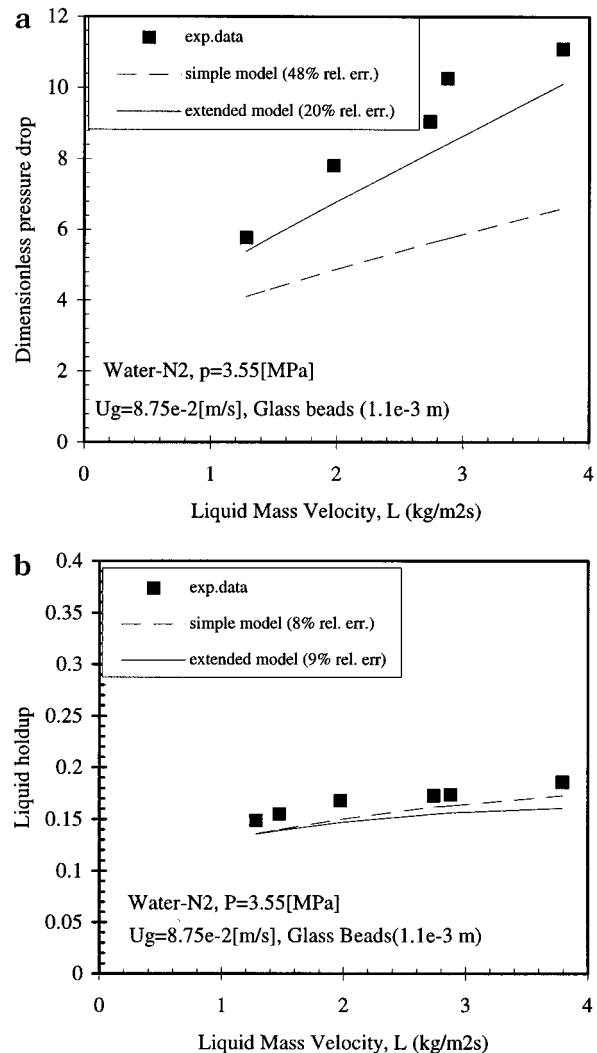 a
12
10
8
6
4
2
0
Dimensionless pressure drop
exp.data
simple model (48% rel. err.)
extended model (20% rel. err.)
Water-N2, p=3.55[MPa]
Ug=8.75e-2[m/s], Glass beads (1.1e-3 m)
0 1 2 3 4
Liquid Mass Velocity, L (kg/m2s)
b
0.4
0.35
0.3
0.25
0.2
0.15
0.1
0.05
0
Liquid holdup
exp.data
simple model (8% rel. err.)
extended model (9% rel. err)
Water-N2, P=3.55[MPa]
Ug=8.75e-2[m/s], Glass Beads(1.1e-3 m)
0 1 2 3 4
Liquid Mass Velocity, L (kg/m2s)